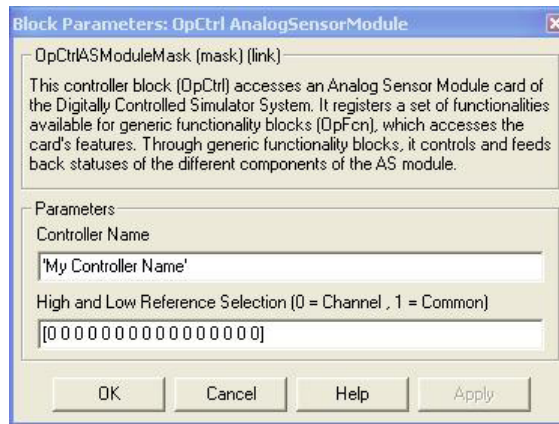 Block Parameters: OpCtrl AnalogSensorModule
OpCtrlASModuleMask (mask) (link)
This controller block (OpCtrl) accesses an Analog Sensor Module card of
the Digitally Controlled Simulator System. It registers a set of functionalities
available for generic functionality blocks (OpFcn), which accesses the
card's features. Through generic functionality blocks, it controls and feeds
back statuses of the different components of the AS module.
Parameters
Controller Name
'My Controller Name'
High and Low Reference Selection (0 = Channel , 1 = Common)
[0 0 0 0 0 0 0 0 0 0 0 0 0 0 0 0]
OK Cancel Help Apply